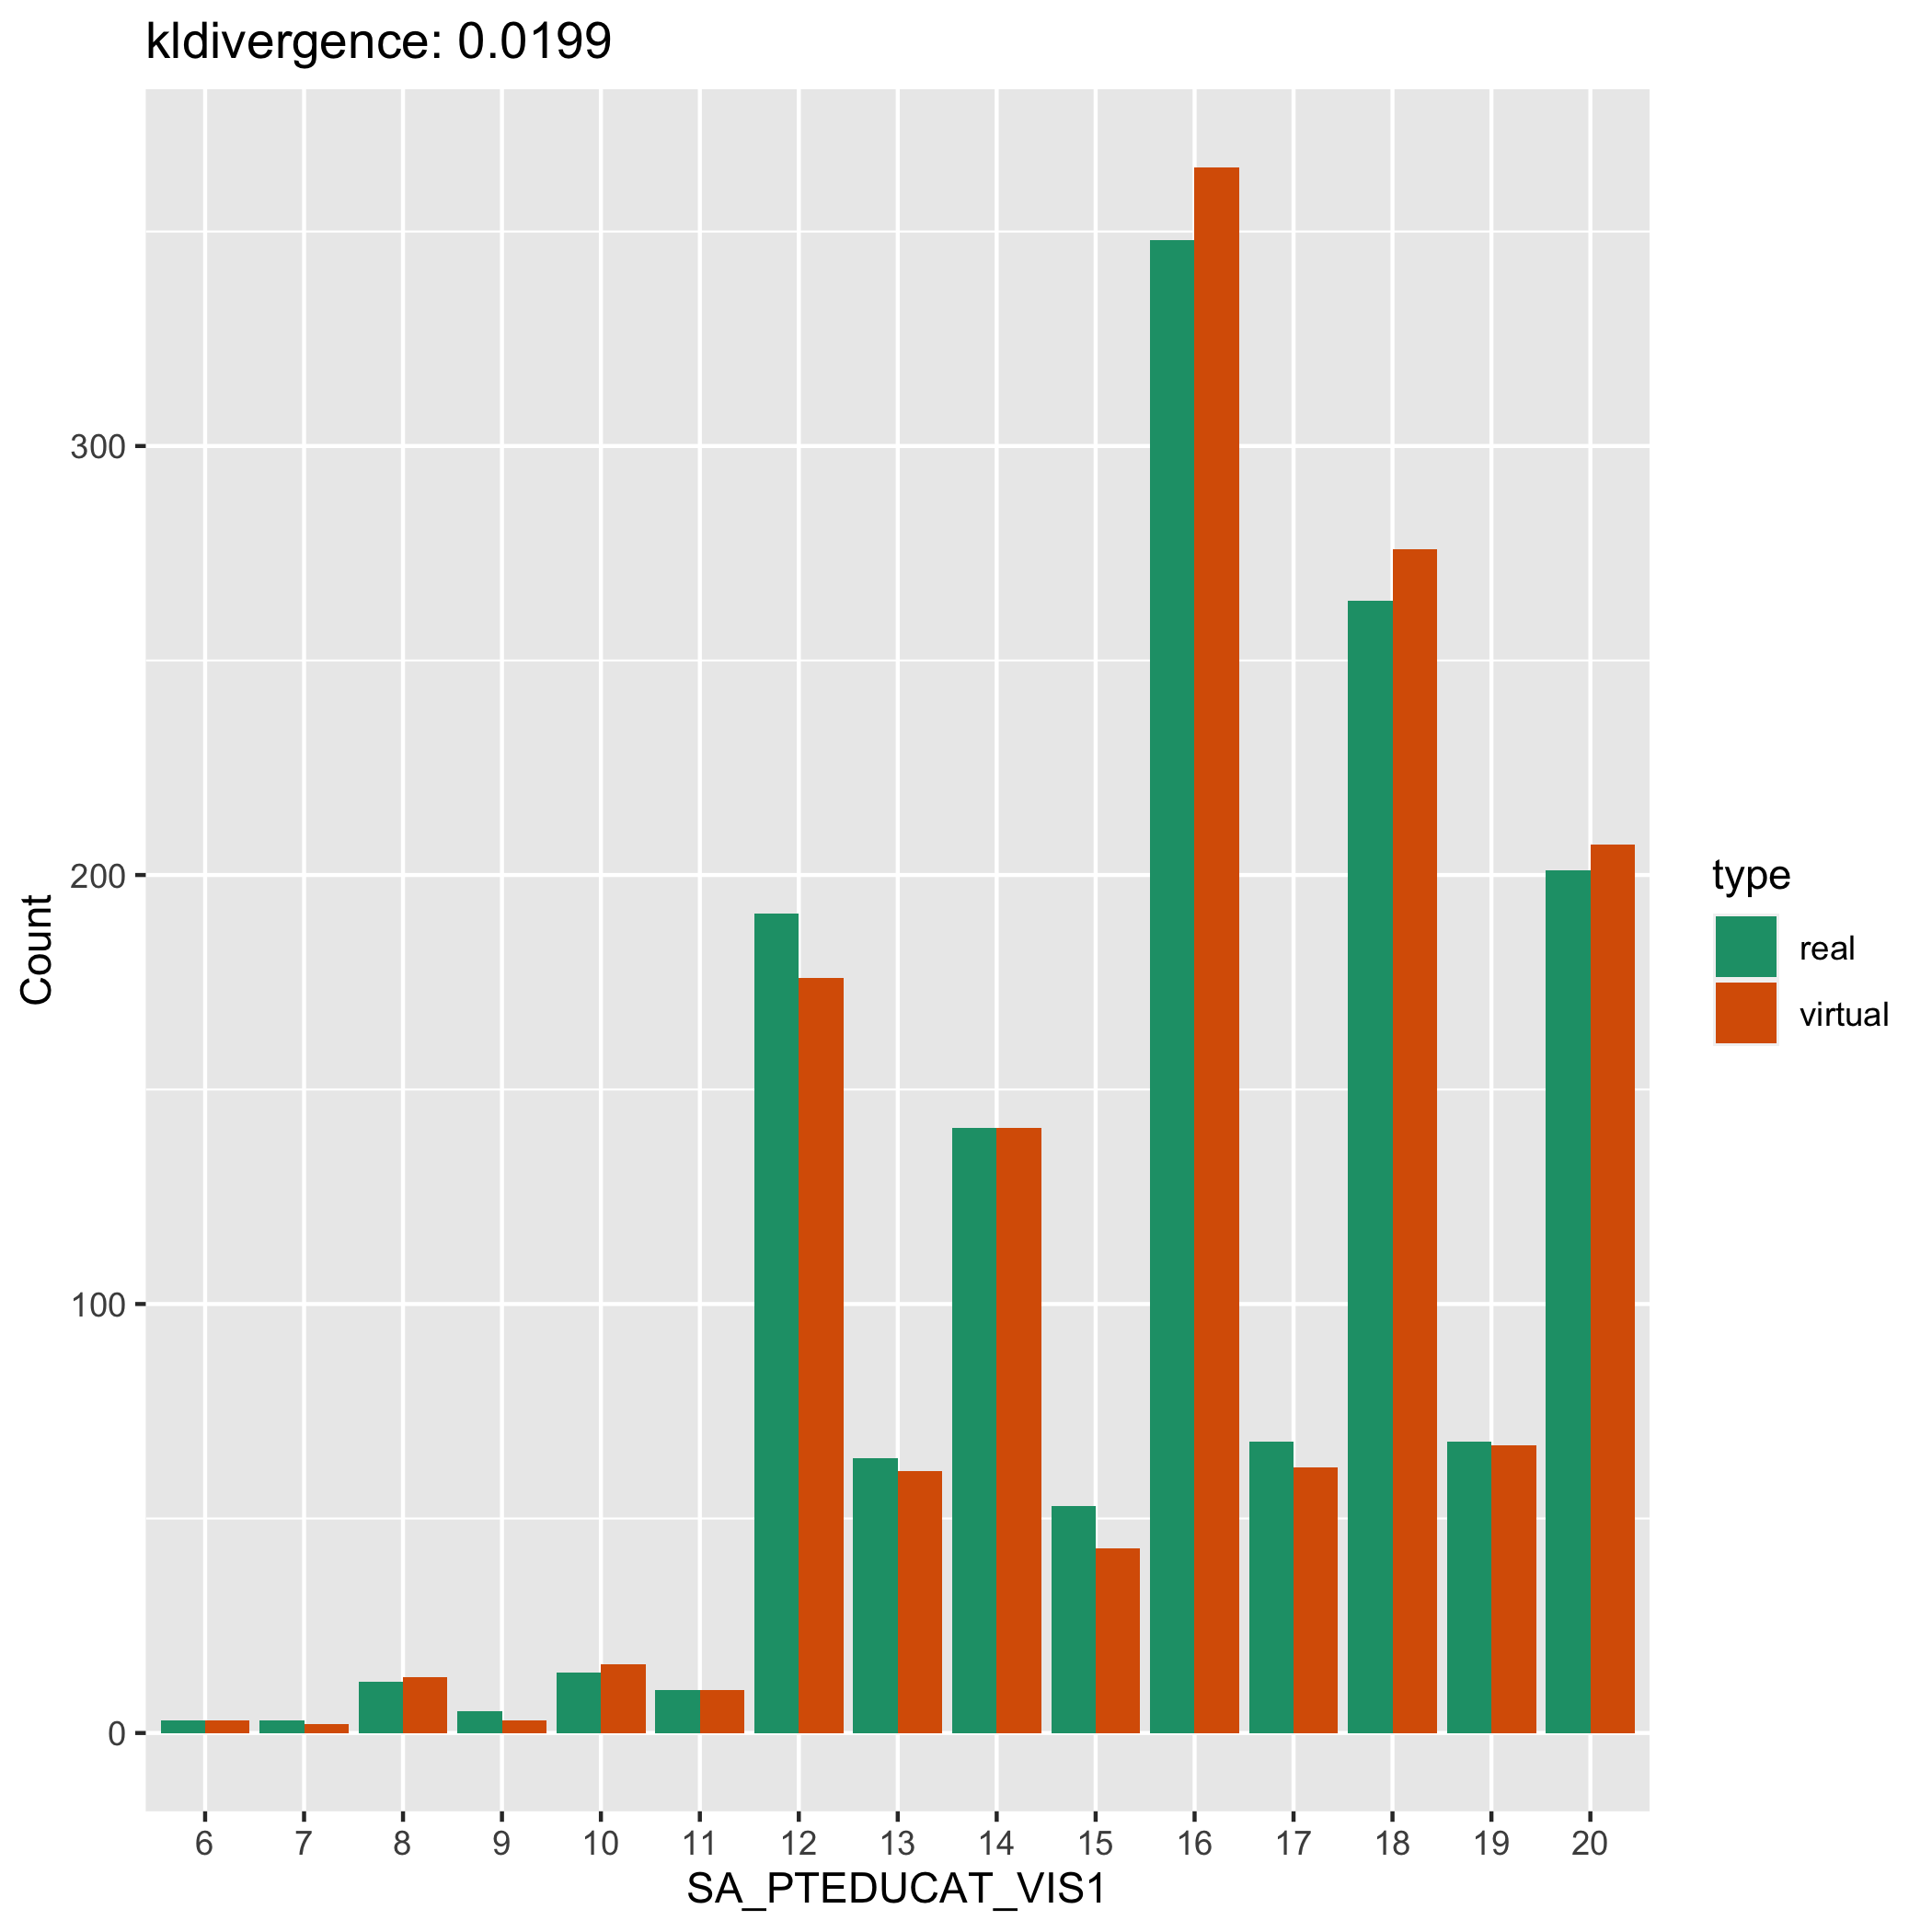 kldivergence: 0.0199
300
200
100
0
Count
6 7 8 9 10 11 12 13 14 15 16 17 18 19 20
SA_PTEDUCAT_VIS1
type
real
virtual